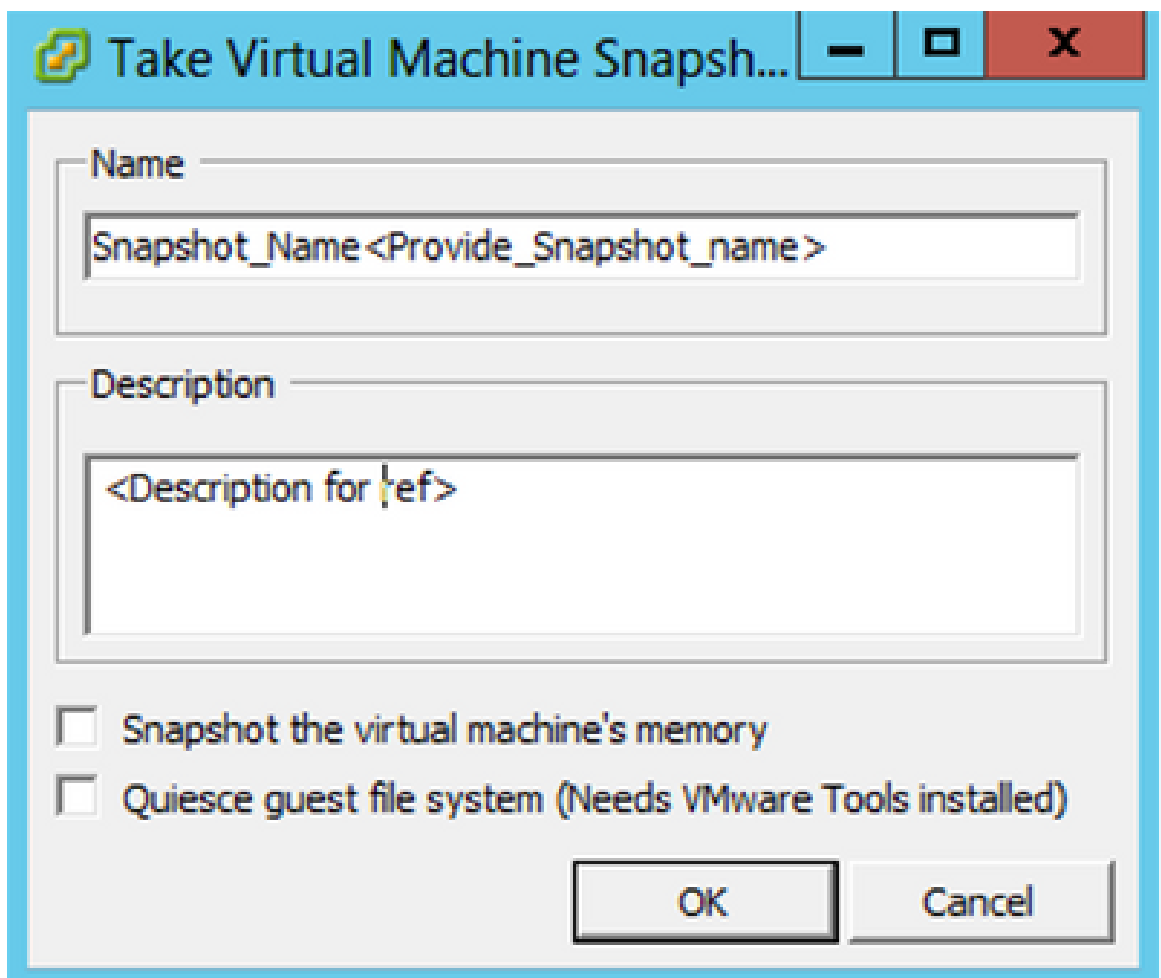 Take Virtual Machine Snapsh...
Name
Snapshot_Name<Provide_Snapshot_name>
Description
<Description for ref>
Snapshot the virtual machine's memory
Quiesce guest file system (Needs VMware Tools installed)
OK
Cancel